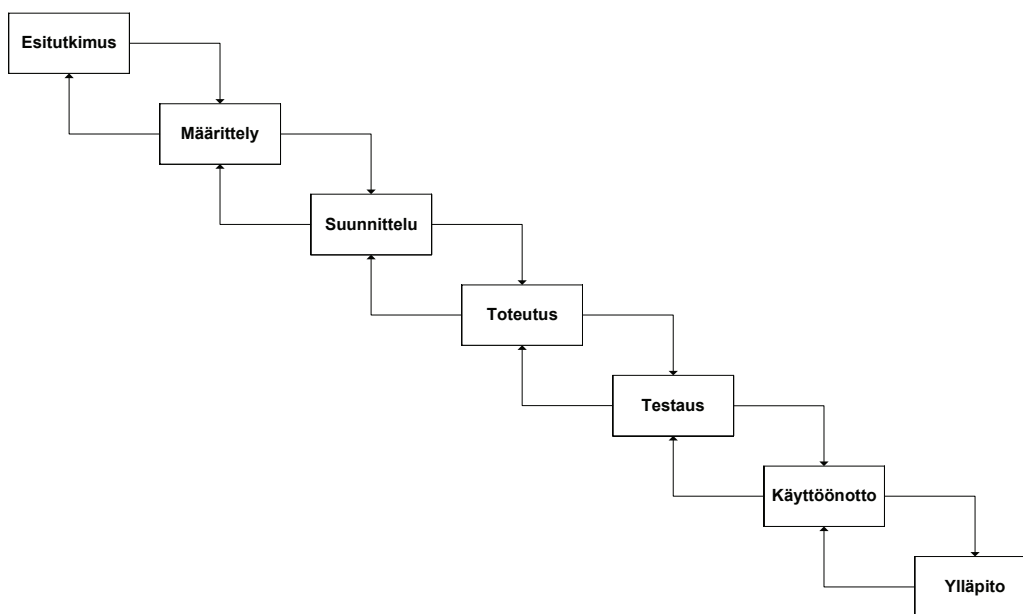 Esitutkimus
Määrittely
Suunnittelu
Toteutus
Testaus
Käyttöönotto
Ylläpito